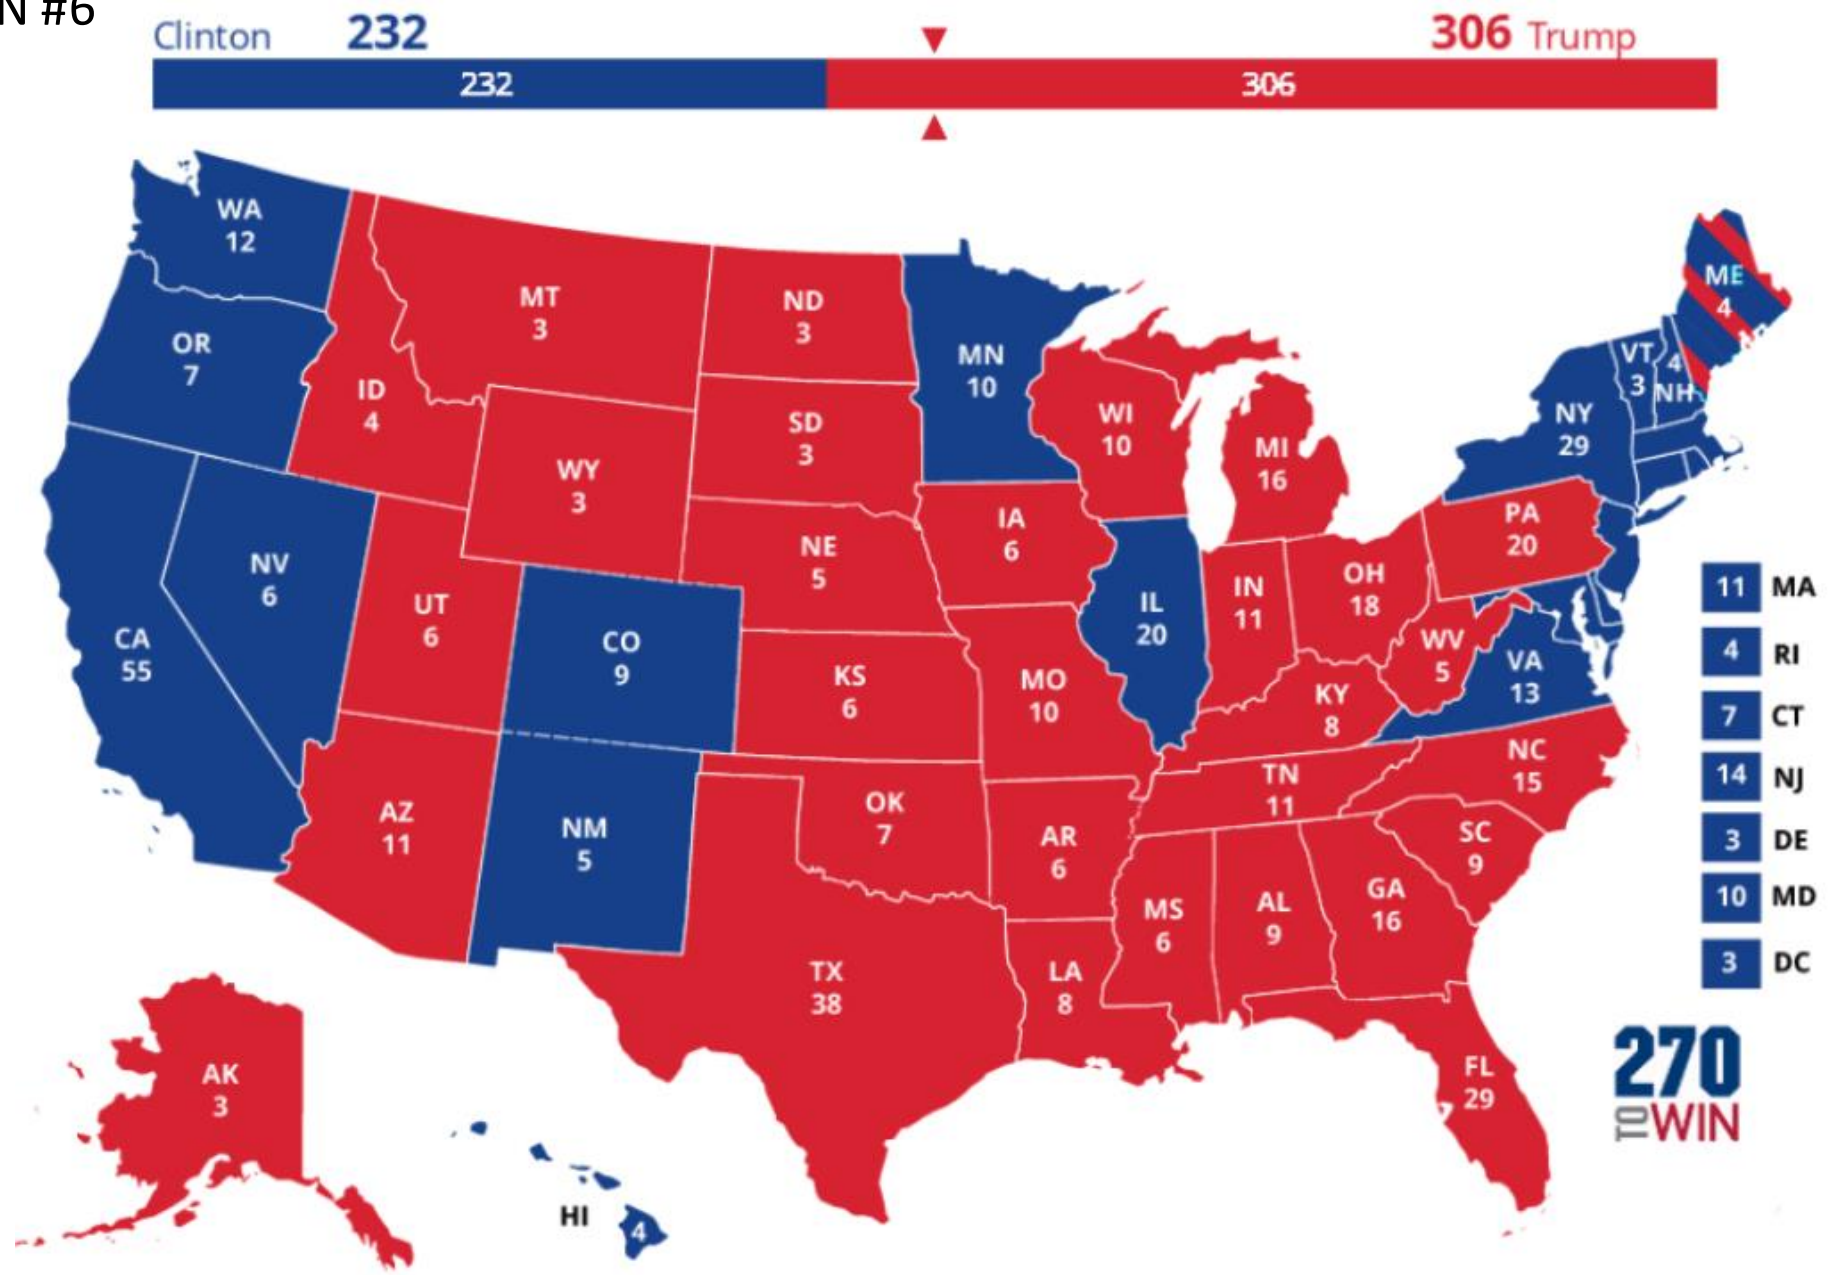 N #6
Clinton 232
306 Trump
232
306
WA
12
OR
7
CA
55
NV
6
ID
4
MT
3
WY
3
UT
6
CO
9
AZ
11
NM
5
ND
3
SD
3
NE
5
KS
6
OK
7
TX
38
MN
10
IA
6
MO
10
AR
6
LA
8
WI
10
IL
20
MI
16
IN
11
OH
18
KY
8
TN
11
MS
6
AL
9
GA
16
FL
29
SC
9
NC
15
VA
13
WV
5
PA
20
NY
29
VT
3
4
NH
ME
4
11 MA
4 RI
7 CT
14 NJ
3 DE
10 MD
3 DC
AK
3
HI
4
270
TO WIN